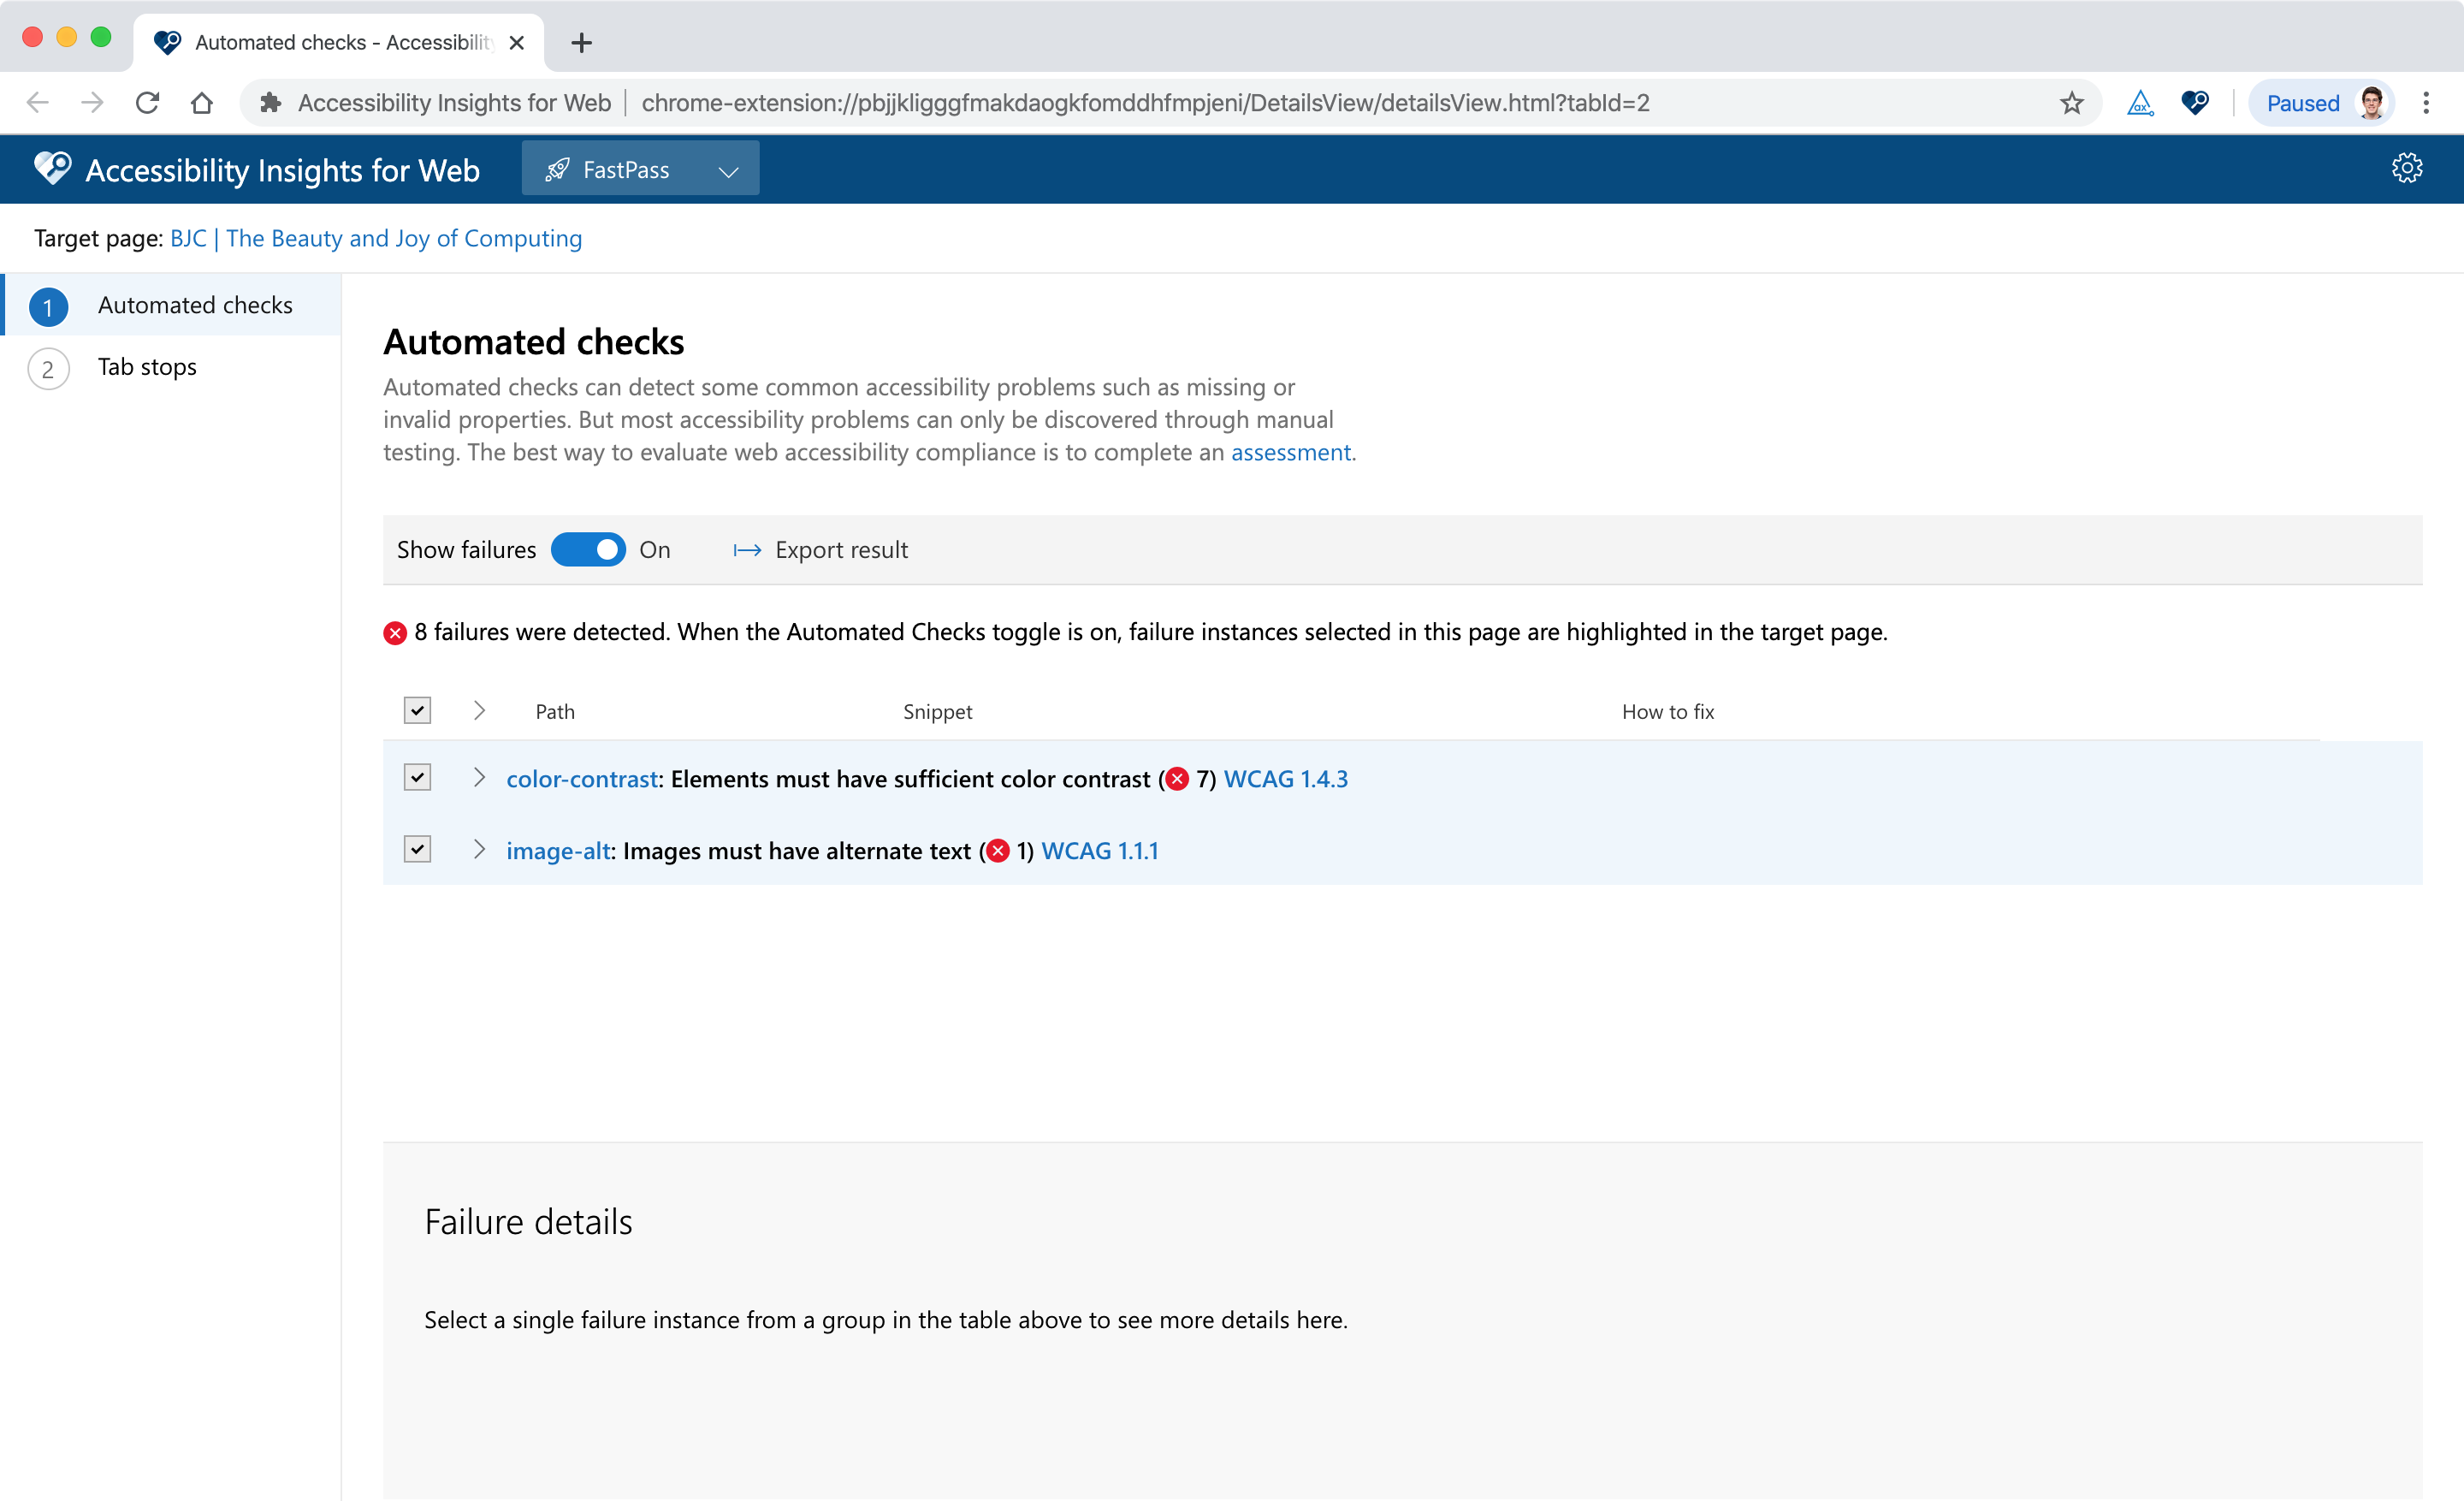 Automated checks - Accessibility
Accessibility Insights for Web | chrome-extension://pbjjkligggfmakdaogkfomddhfmpjeni/DetailsView/detailsView.html?tabId=2
Paused
Accessibility Insights for Web
FastPass
Target page: BJC | The Beauty and Joy of Computing
1 Automated checks
2 Tab stops
Automated checks
Automated checks can detect some common accessibility problems such as missing or
invalid properties. But most accessibility problems can only be discovered through manual
testing. The best way to evaluate web accessibility compliance is to complete an assessment.
Show failures On Export result
8 failures were detected. When the Automated Checks toggle is on, failure instances selected in this page are highlighted in the target page.
Path Snippet How to fix
color-contrast: Elements must have sufficient color contrast ( 7) WCAG 1.4.3
image-alt: Images must have alternate text ( 1) WCAG 1.1.1
Failure details
Select a single failure instance from a group in the table above to see more details here.